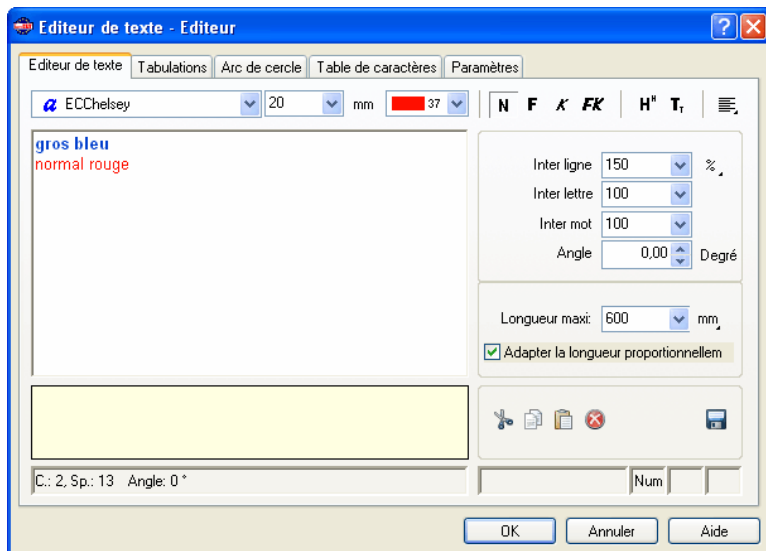 Editeur de texte - Editeur
Editeur de texte Tabulations Arc de cercle Table de caractères Paramètres
a ECChelsey 20 mm 37 N F K FK H^H T_T
gros bleu
normal rouge
Inter ligne 150 %
Inter lettre 100
Inter mot 100
Angle 0,00 Degré
Longueur maxi: 600 mm
Adapter la longueur proportionnellem
C.: 2, Sp.: 13 Angle: 0 °
Num
OK Annuler Aide